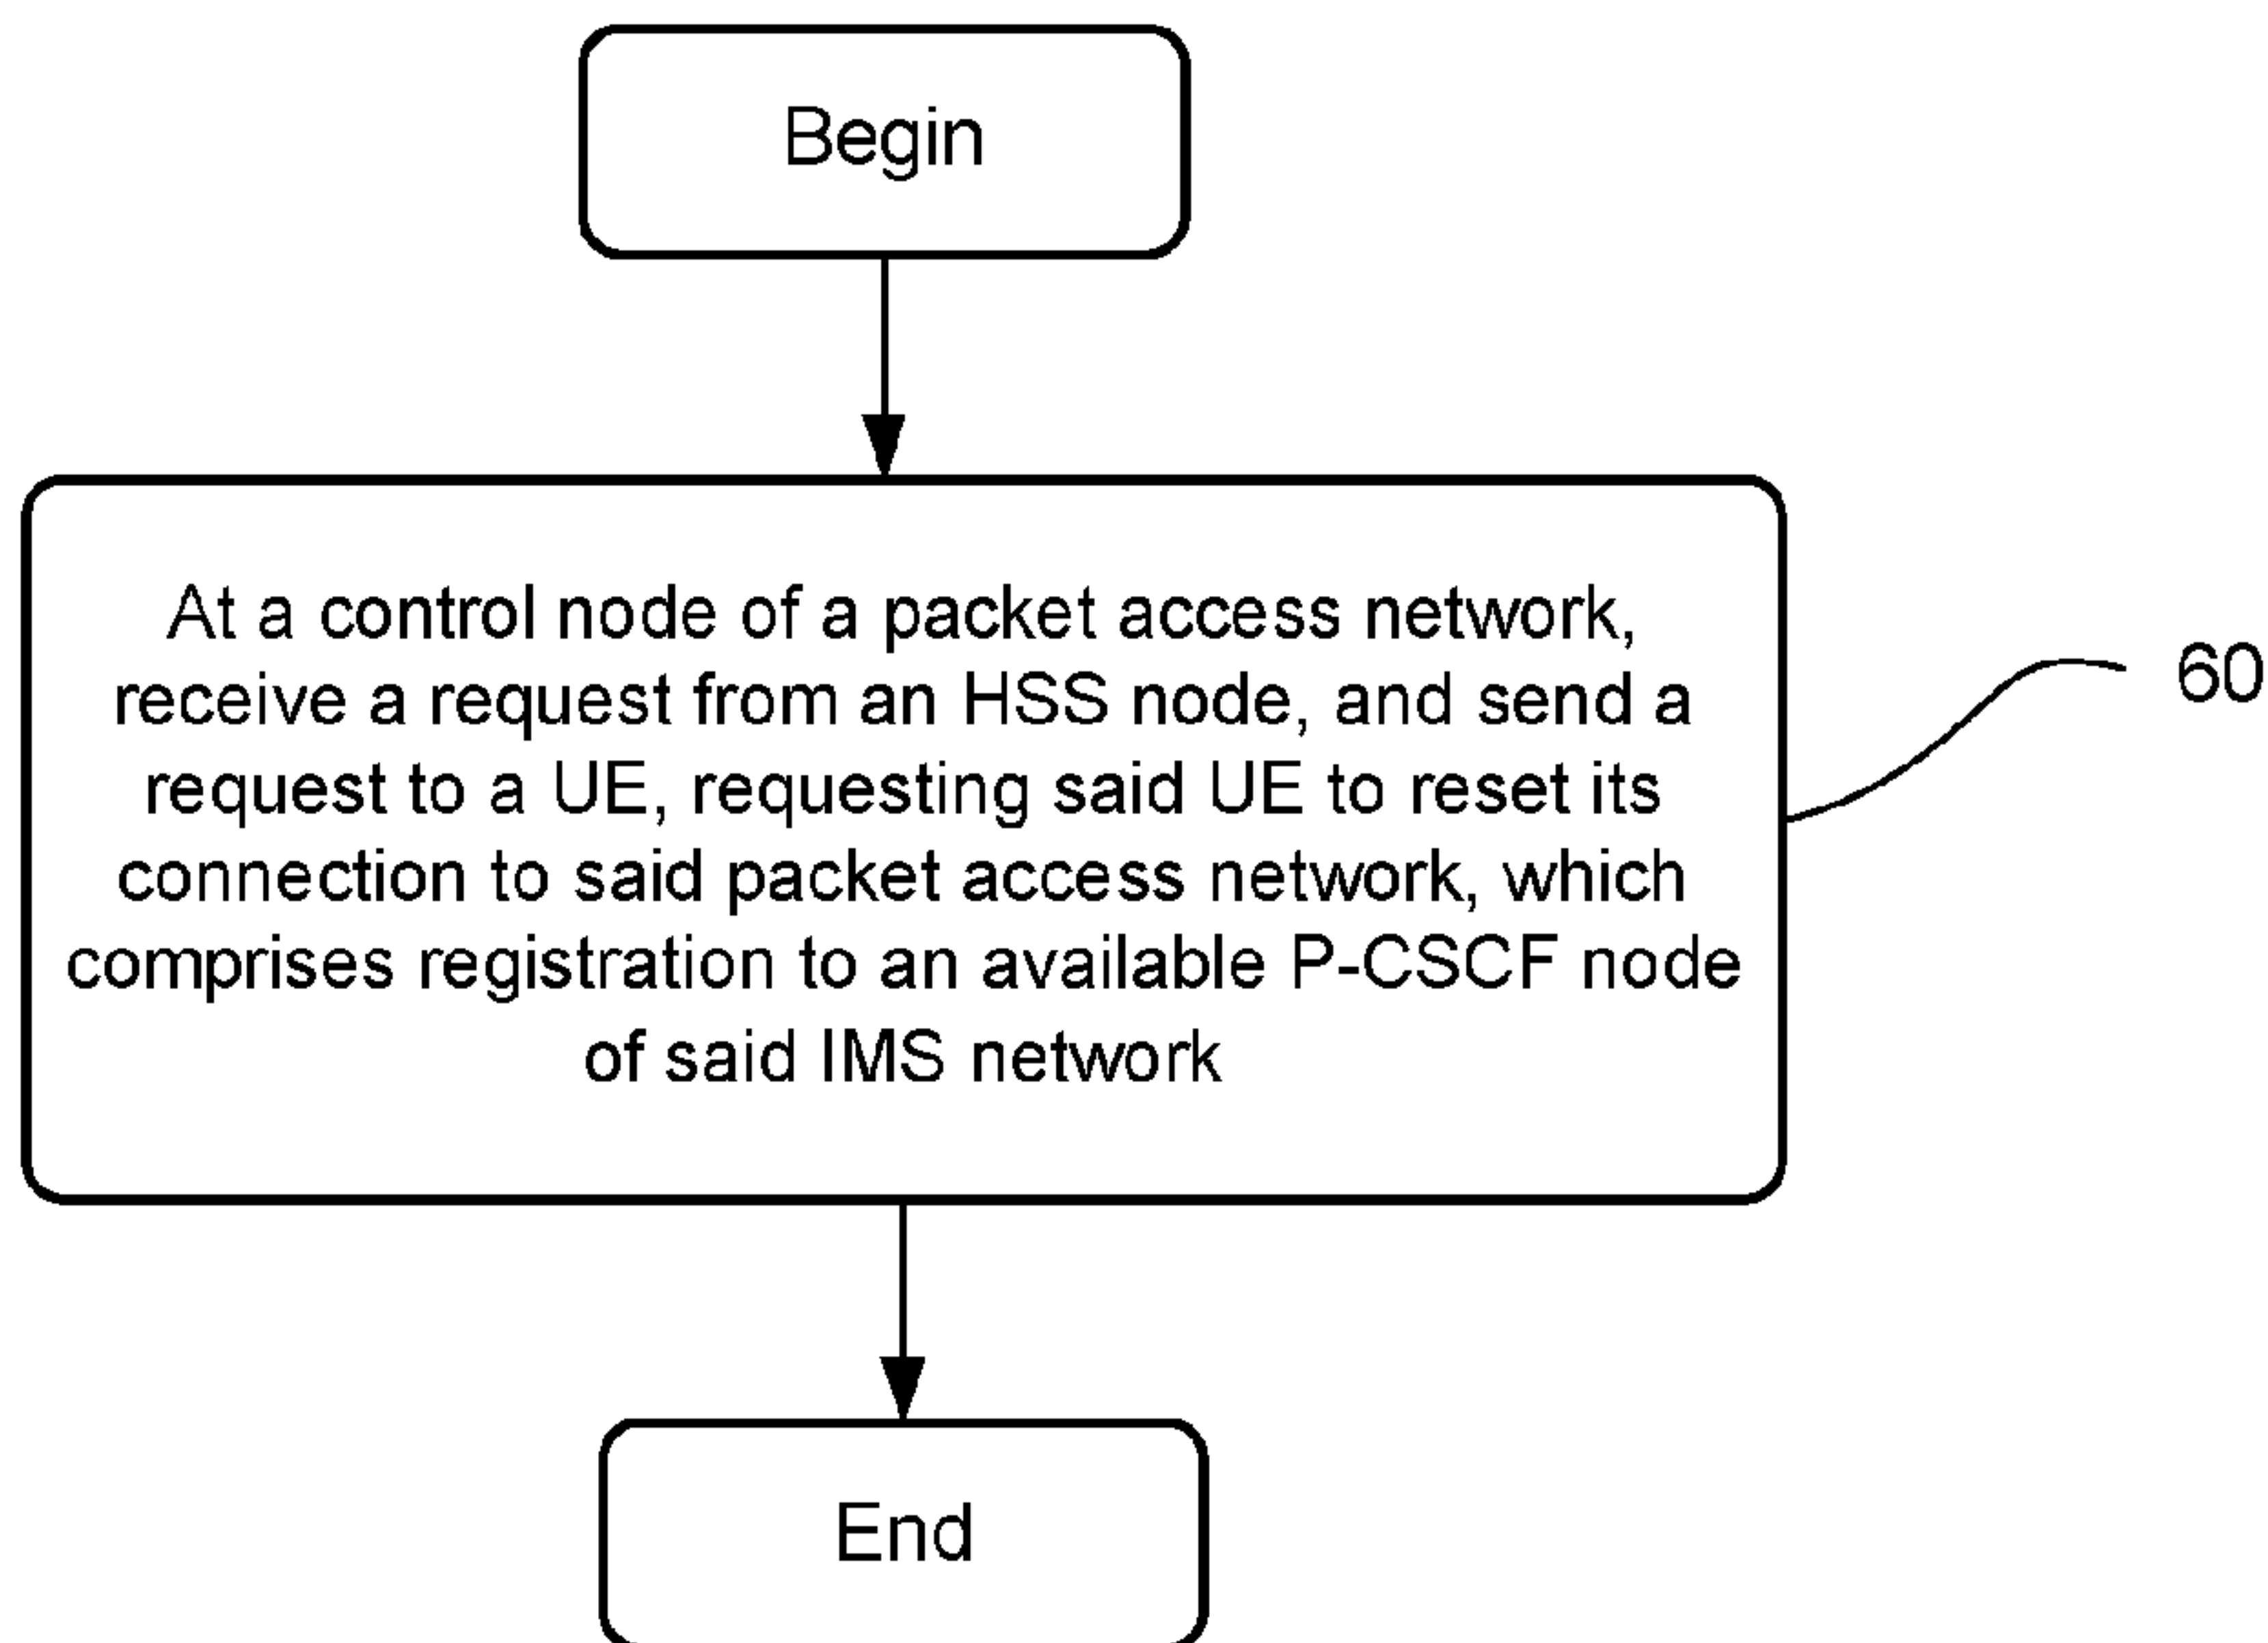 Begin
At a control node of a packet access network,
receive a request from an HSS node, and send a
request to a UE, requesting said UE to reset its
connection to said packet access network, which
comprises registration to an available P-CSCF node
of said IMS network
60
End